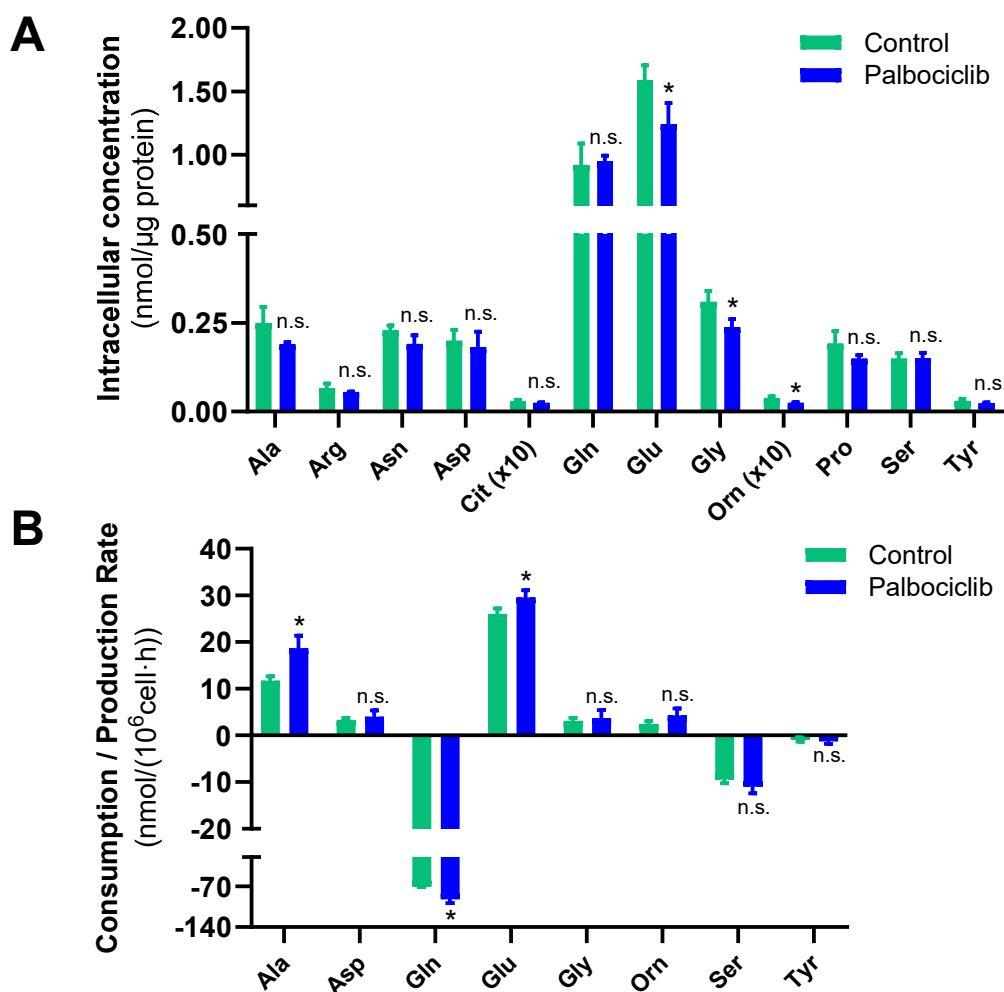 A
Intracellular concentration
(nmol/µg protein)
2.00
1.50
1.00
0.50
0.25
0.00
Control
Palbociclib
n.s.
n.s.
n.s.
n.s.
n.s.
n.s.
*
*
*
n.s.
n.s.
n.s.
Ala
Arg
Asn
Asp
Cit (x10)
Gln
Glu
Gly
Orn (x10)
Pro
Ser
Tyr
B
Consumption / Production Rate
(nmol/(10⁶cell·h))
40
30
20
10
0
-10
-20
-70
-140
Control
Palbociclib
*
n.s.
*
*
n.s.
n.s.
n.s.
n.s.
Ala
Asp
Gln
Glu
Gly
Orn
Ser
Tyr